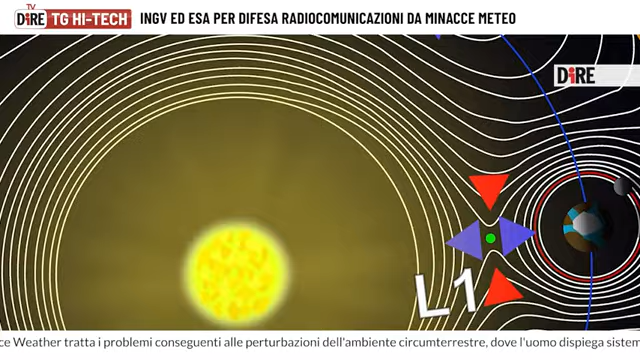 TV
DiRE TG HI-TECH INGV ED ESA PER DIFESA RADIOCOMUNICAZIONI DA MINACCE METEO
DiRE
L1
ce Weather tratta i problemi conseguenti alle perturbazioni dell'ambiente circumterrestre, dove l'uomo dispiega sistem